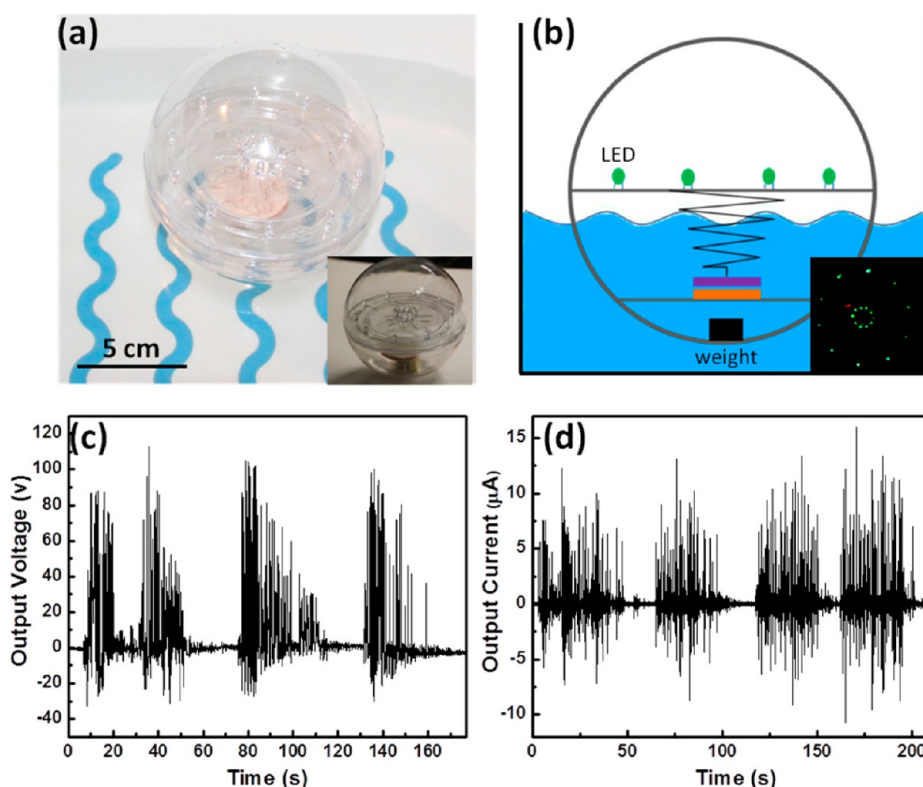 (a)
5 cm
(b)
LED
weight
(c)
Output Voltage (v)
120
100
80
60
40
20
0
-20
-40
0 20 40 60 80 100 120 140 160
Time (s)
(d)
Output Current (μA)
15
10
5
0
-5
-10
0 50 100 150 200
Time (s)